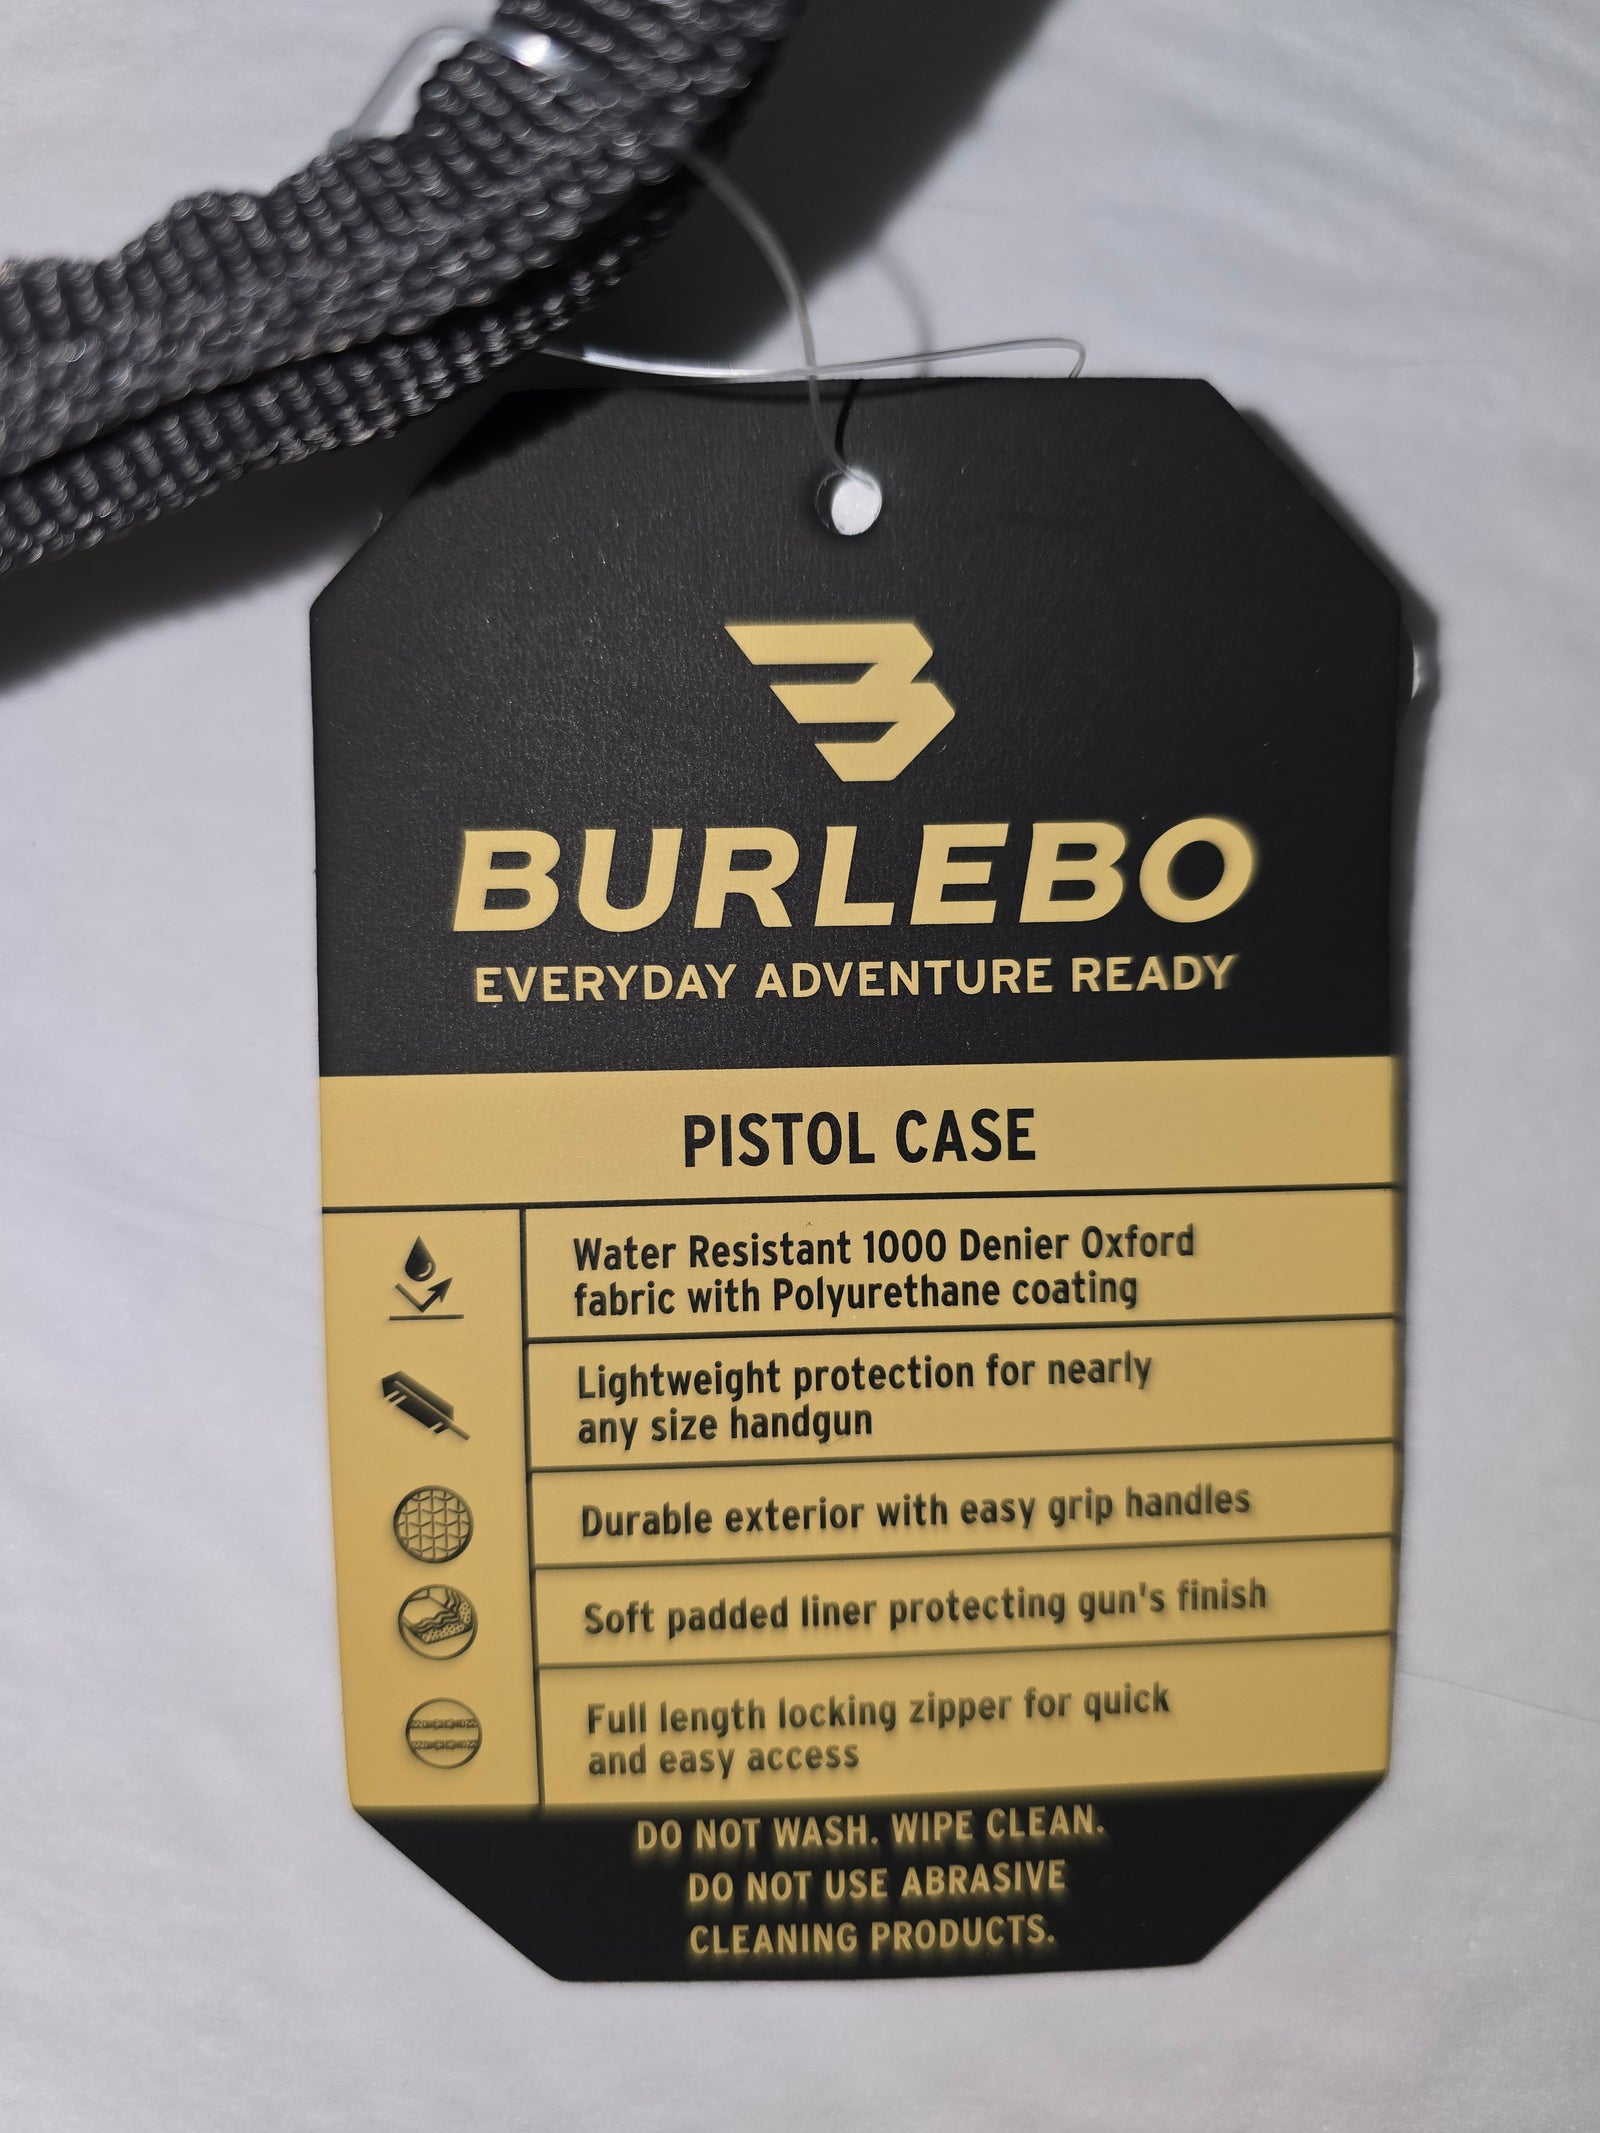 BURLEBO
EVERYDAY ADVENTURE READY
PISTOL CASE
Water Resistant 1000 Denier Oxford
fabric with Polyurethane coating
Lightweight protection for nearly
any size handgun
Durable exterior with easy grip handles
Soft padded liner protecting gun's finish
Full length locking zipper for quick
and easy access
DO NOT WASH. WIPE CLEAN.
DO NOT USE ABRASIVE
CLEANING PRODUCTS.